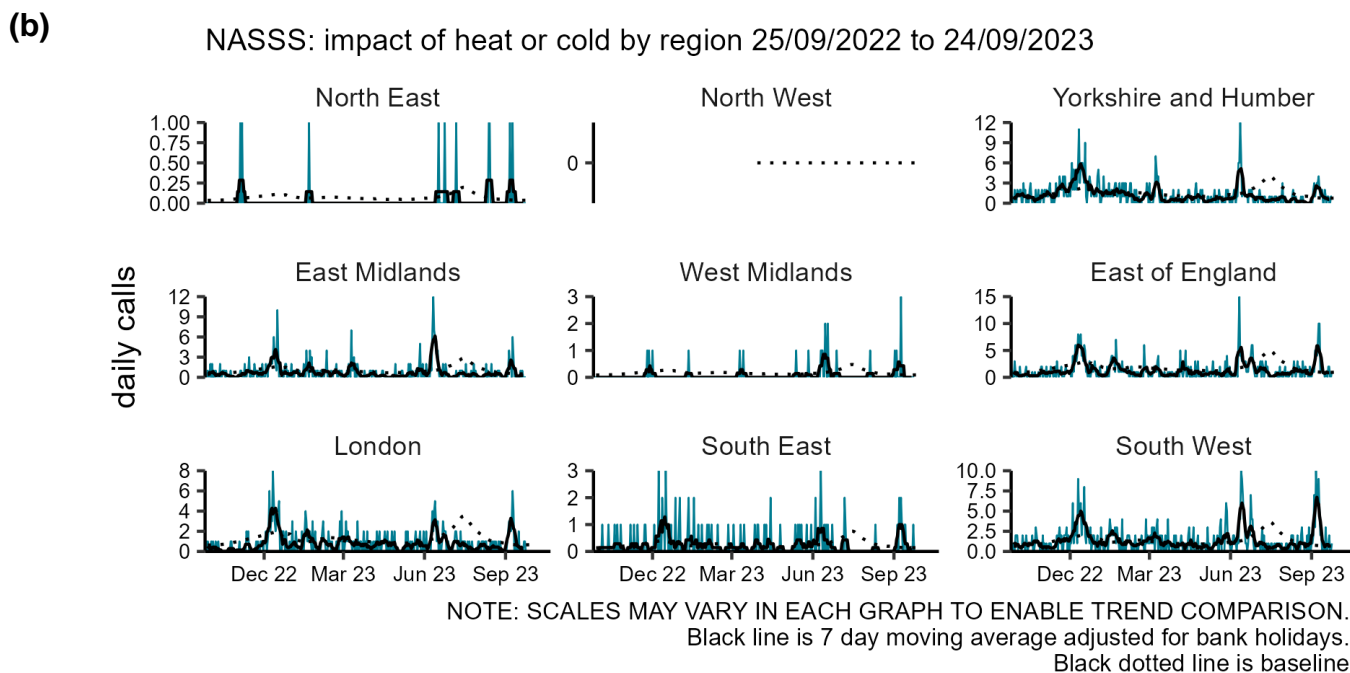 (b)
NASSS: impact of heat or cold by region 25/09/2022 to 24/09/2023
daily calls
North East
1.00
0.75
0.50
0.25
0.00
North West
0
Yorkshire and Humber
12
9
6
3
0
East Midlands
12
9
6
3
0
West Midlands
3
2
1
0
East of England
15
10
5
0
London
8
6
4
2
0
Dec 22 Mar 23 Jun 23 Sep 23
South East
3
2
1
0
Dec 22 Mar 23 Jun 23 Sep 23
South West
10.0
7.5
5.0
2.5
0.0
Dec 22 Mar 23 Jun 23 Sep 23
NOTE: SCALES MAY VARY IN EACH GRAPH TO ENABLE TREND COMPARISON.
Black line is 7 day moving average adjusted for bank holidays.
Black dotted line is baseline